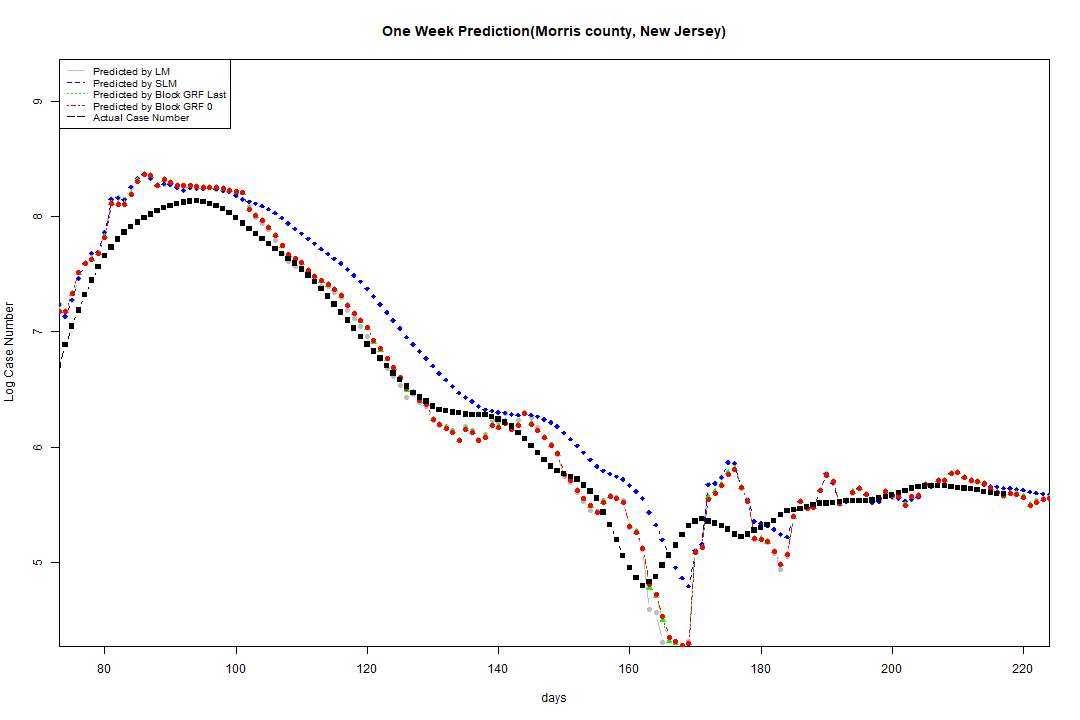 One Week Prediction(Morris county, New Jersey)
Predicted by LM
Predicted by SLM
Predicted by Block GRF Last
Predicted by Block GRF 0
Actual Case Number
9
8
7
6
5
Log Case Number
80 100 120 140 160 180 200 220
days